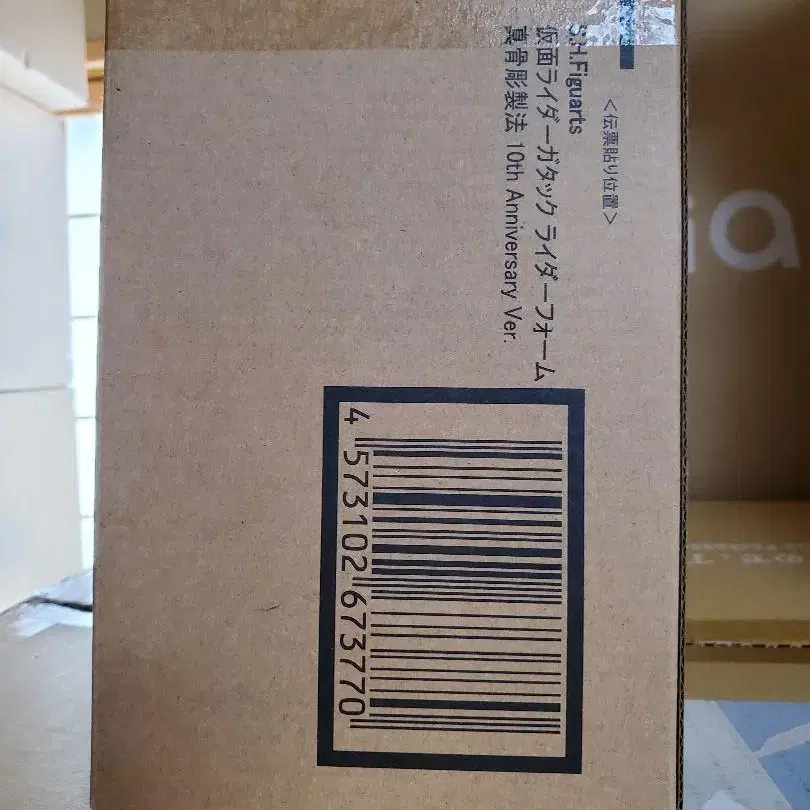 <伝票貼り位置>
S.H.Figuarts
仮面ライダーガタック ライダーフォーム
真骨彫製法 10th Anniversary Ver.
4 573102 673770
ia